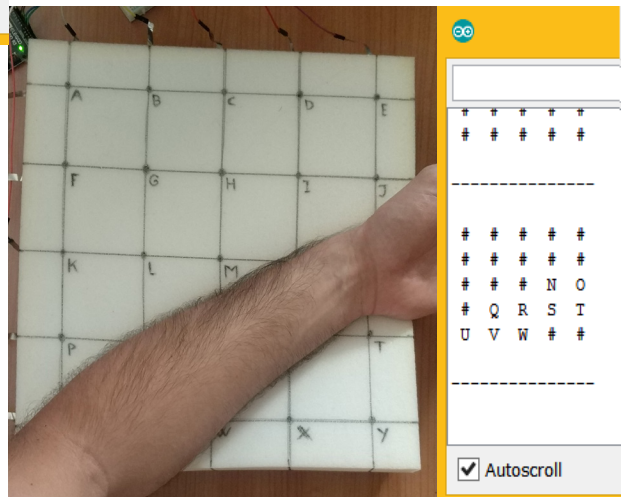 A B C D E
F G H I J
K L M
P T
W X Y
# # # # #
# # # # #
---------------
# # # # #
# # # # #
# # # N O
# Q R S T
U V W # #
---------------
Autoscroll